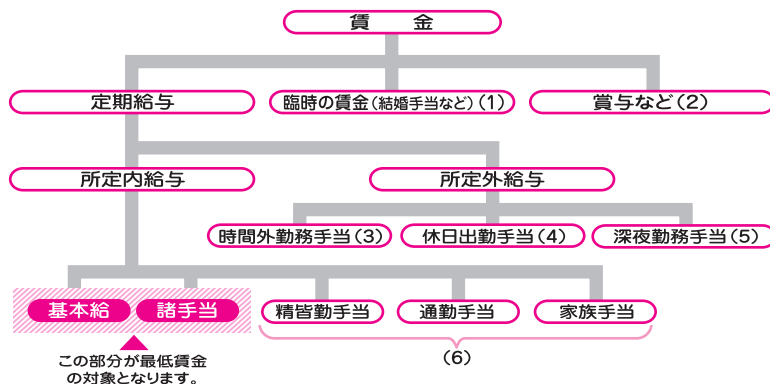 賃 金
定期給与
臨時の賃金(結婚手当など)(1)
賞与など(2)
所定内給与
所定外給与
時間外勤務手当(3)
休日出勤手当(4)
深夜勤務手当(5)
基本給
諸手当
精皆勤手当
通勤手当
家族手当
(6)
この部分が最低賃金
の対象となります。